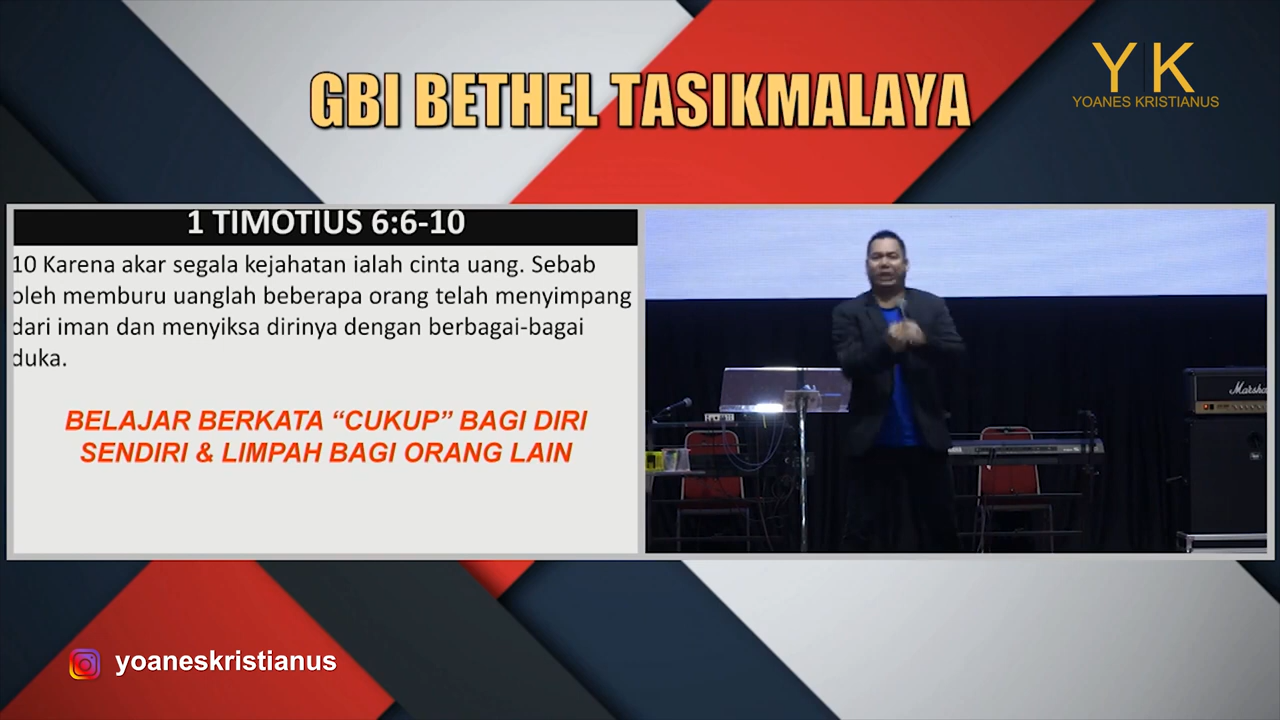 GBI BETHEL TASIKMALAYA
Y K
YOANES KRISTIANUS
1 TIMOTIUS 6:6-10
10 Karena akar segala kejahatan ialah cinta uang. Sebab
oleh memburu uanglah beberapa orang telah menyimpang
dari iman dan menyiksa dirinya dengan berbagai-bagai
duka.
BELAJAR BERKATA “CUKUP” BAGI DIRI
SENDIRI & LIMPAH BAGI ORANG LAIN
Marsha
yoaneskristianus